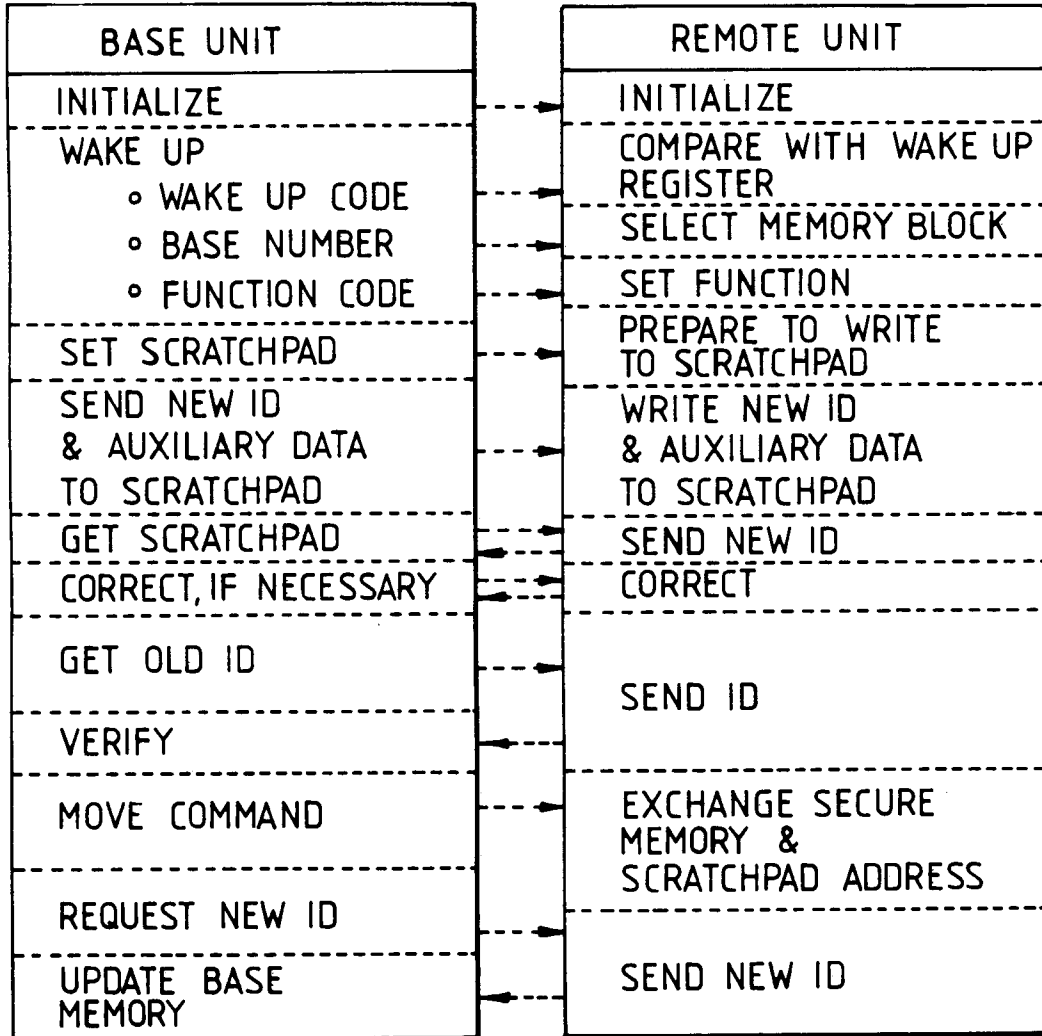 BASE UNIT
INITIALIZE
WAKE UP
o WAKE UP CODE
o BASE NUMBER
o FUNCTION CODE
SET SCRATCHPAD
SEND NEW ID
& AUXILIARY DATA
TO SCRATCHPAD
GET SCRATCHPAD
CORRECT, IF NECESSARY
GET OLD ID
VERIFY
MOVE COMMAND
REQUEST NEW ID
UPDATE BASE
MEMORY
REMOTE UNIT
INITIALIZE
COMPARE WITH WAKE UP
REGISTER
SELECT MEMORY BLOCK
SET FUNCTION
PREPARE TO WRITE
TO SCRATCHPAD
WRITE NEW ID
& AUXILIARY DATA
TO SCRATCHPAD
SEND NEW ID
CORRECT
SEND ID
EXCHANGE SECURE
MEMORY &
SCRATCHPAD ADDRESS
SEND NEW ID